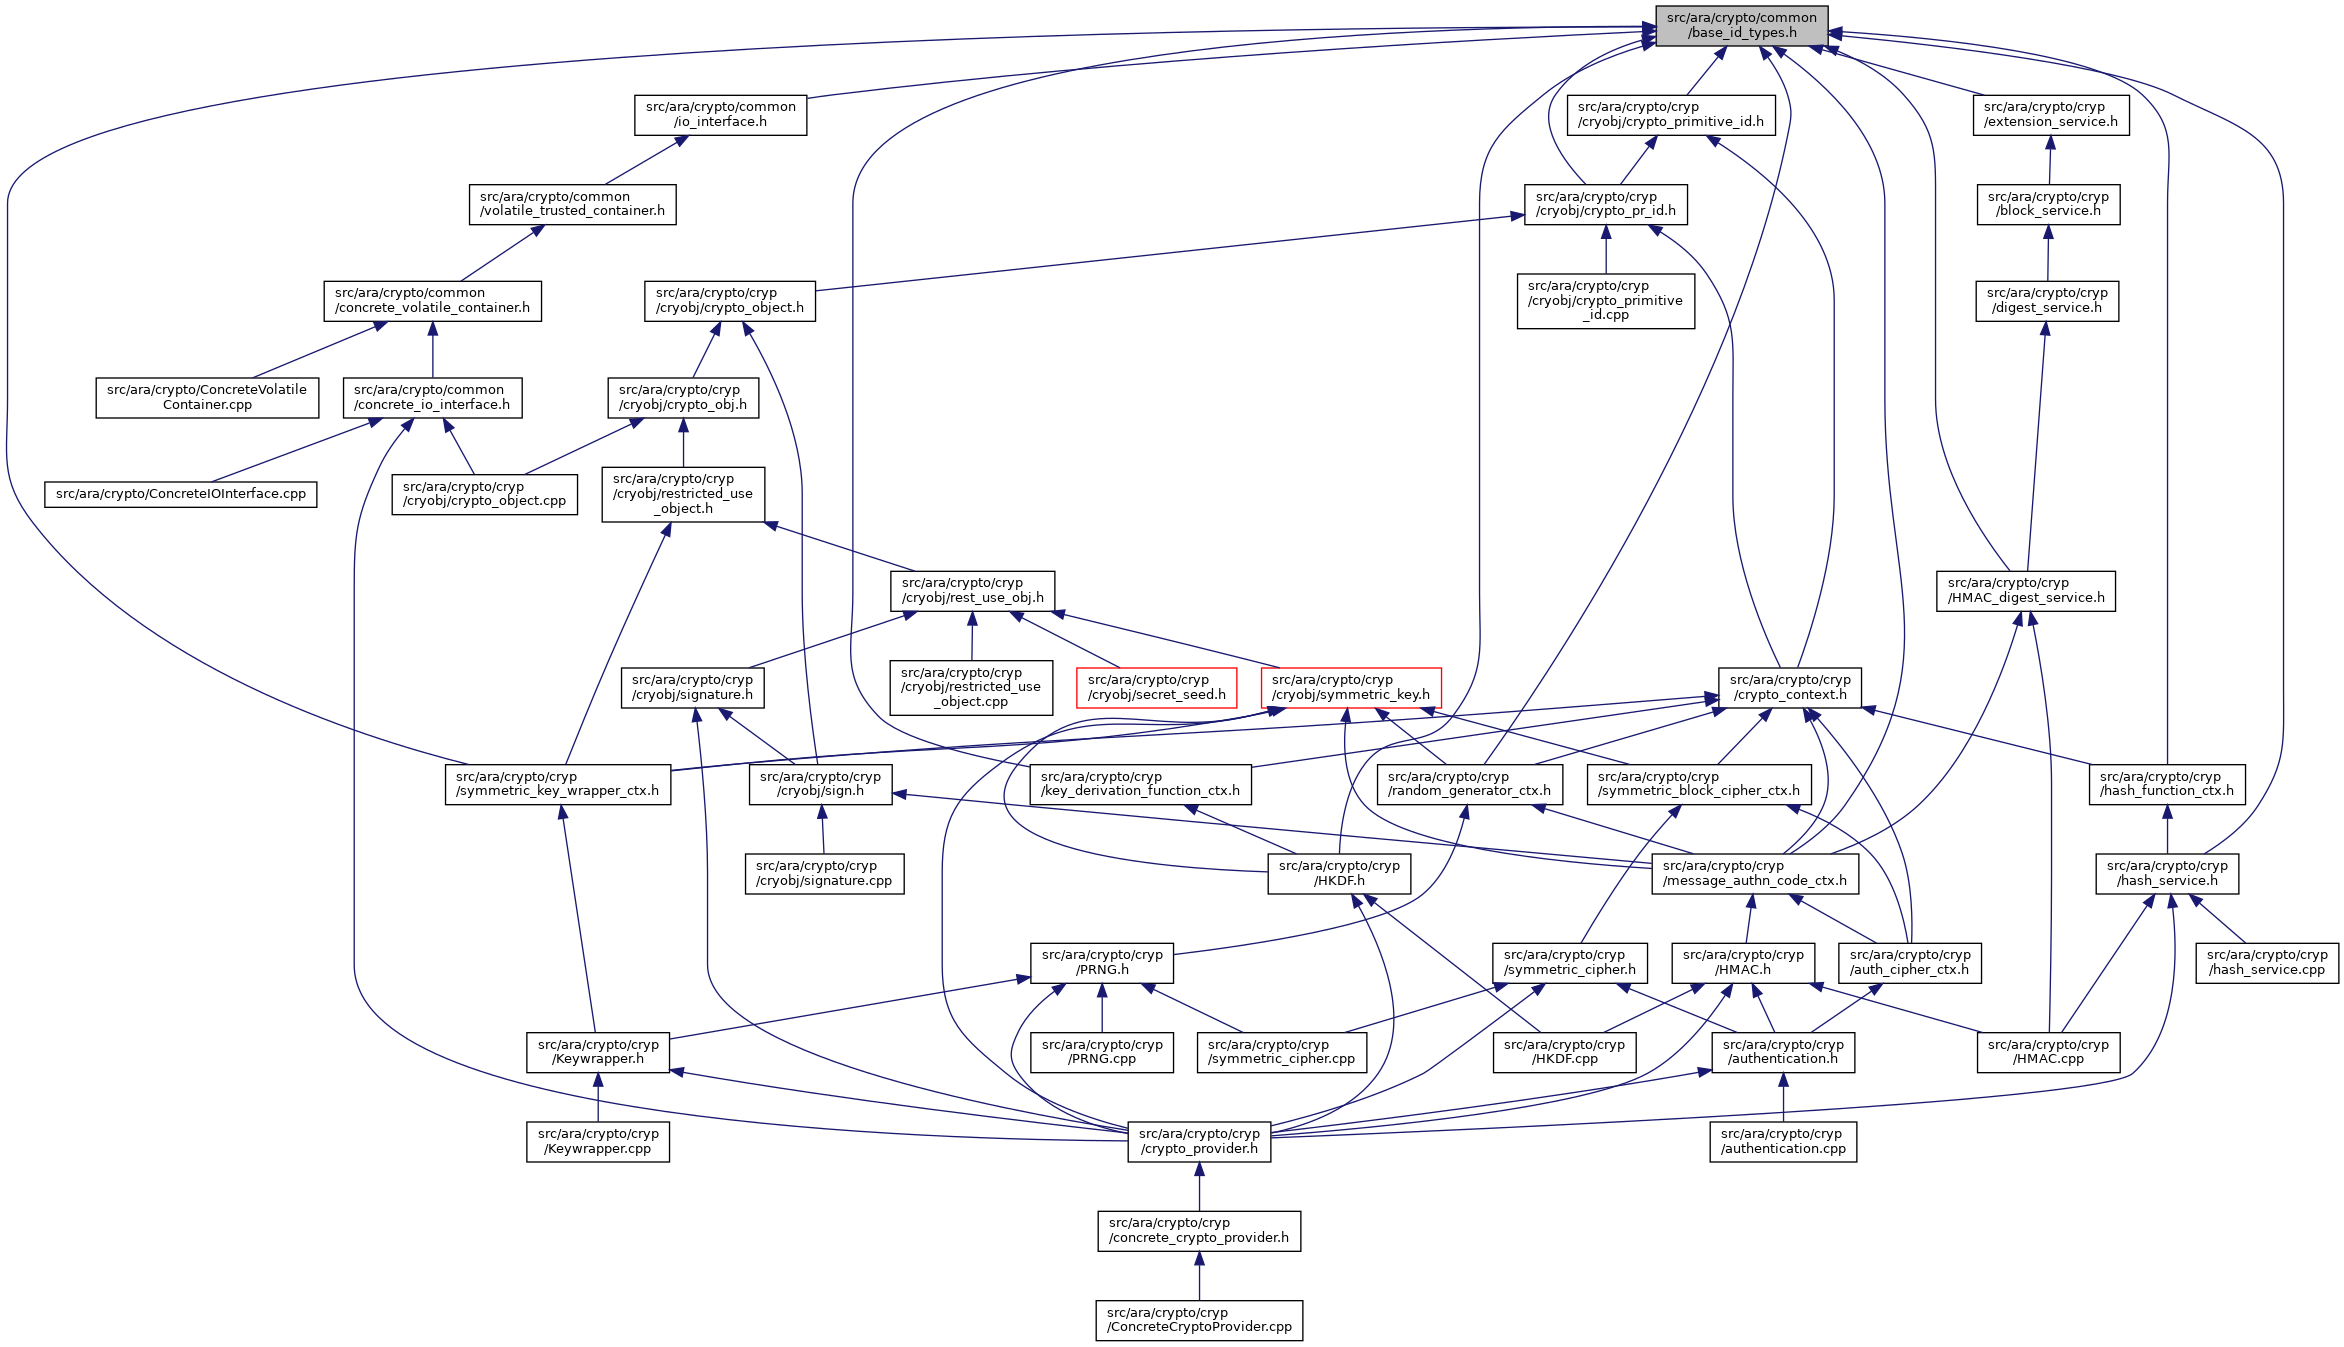 src/ara/crypto/common
/base_id_types.h
src/ara/crypto/common
/io_interface.h
src/ara/crypto/cryp
/cryobj/crypto_primitive_id.h
src/ara/crypto/cryp
/extension_service.h
src/ara/crypto/common
/volatile_trusted_container.h
src/ara/crypto/cryp
/cryobj/crypto_pr_id.h
src/ara/crypto/cryp
/block_service.h
src/ara/crypto/common
/concrete_volatile_container.h
src/ara/crypto/cryp
/cryobj/crypto_object.h
src/ara/crypto/cryp
/cryobj/crypto_primitive
_id.cpp
src/ara/crypto/cryp
/digest_service.h
src/ara/crypto/ConcreteVolatile
Container.cpp
src/ara/crypto/common
/concrete_io_interface.h
src/ara/crypto/cryp
/cryobj/crypto_obj.h
src/ara/crypto/ConcreteIOInterface.cpp
src/ara/crypto/cryp
/cryobj/crypto_object.cpp
src/ara/crypto/cryp
/cryobj/restricted_use
_object.h
src/ara/crypto/cryp
/cryobj/rest_use_obj.h
src/ara/crypto/cryp
/HMAC_digest_service.h
src/ara/crypto/cryp
/cryobj/signature.h
src/ara/crypto/cryp
/cryobj/restricted_use
_object.cpp
src/ara/crypto/cryp
/cryobj/secret_seed.h
src/ara/crypto/cryp
/cryobj/symmetric_key.h
src/ara/crypto/cryp
/crypto_context.h
src/ara/crypto/cryp
/symmetric_key_wrapper_ctx.h
src/ara/crypto/cryp
/cryobj/sign.h
src/ara/crypto/cryp
/key_derivation_function_ctx.h
src/ara/crypto/cryp
/random_generator_ctx.h
src/ara/crypto/cryp
/symmetric_block_cipher_ctx.h
src/ara/crypto/cryp
/hash_function_ctx.h
src/ara/crypto/cryp
/cryobj/signature.cpp
src/ara/crypto/cryp
/HKDF.h
src/ara/crypto/cryp
/message_authn_code_ctx.h
src/ara/crypto/cryp
/hash_service.h
src/ara/crypto/cryp
/PRNG.h
src/ara/crypto/cryp
/symmetric_cipher.h
src/ara/crypto/cryp
/HMAC.h
src/ara/crypto/cryp
/auth_cipher_ctx.h
src/ara/crypto/cryp
/hash_service.cpp
src/ara/crypto/cryp
/Keywrapper.h
src/ara/crypto/cryp
/PRNG.cpp
src/ara/crypto/cryp
/symmetric_cipher.cpp
src/ara/crypto/cryp
/HKDF.cpp
src/ara/crypto/cryp
/authentication.h
src/ara/crypto/cryp
/HMAC.cpp
src/ara/crypto/cryp
/Keywrapper.cpp
src/ara/crypto/cryp
/crypto_provider.h
src/ara/crypto/cryp
/authentication.cpp
src/ara/crypto/cryp
/concrete_crypto_provider.h
src/ara/crypto/cryp
/ConcreteCryptoProvider.cpp